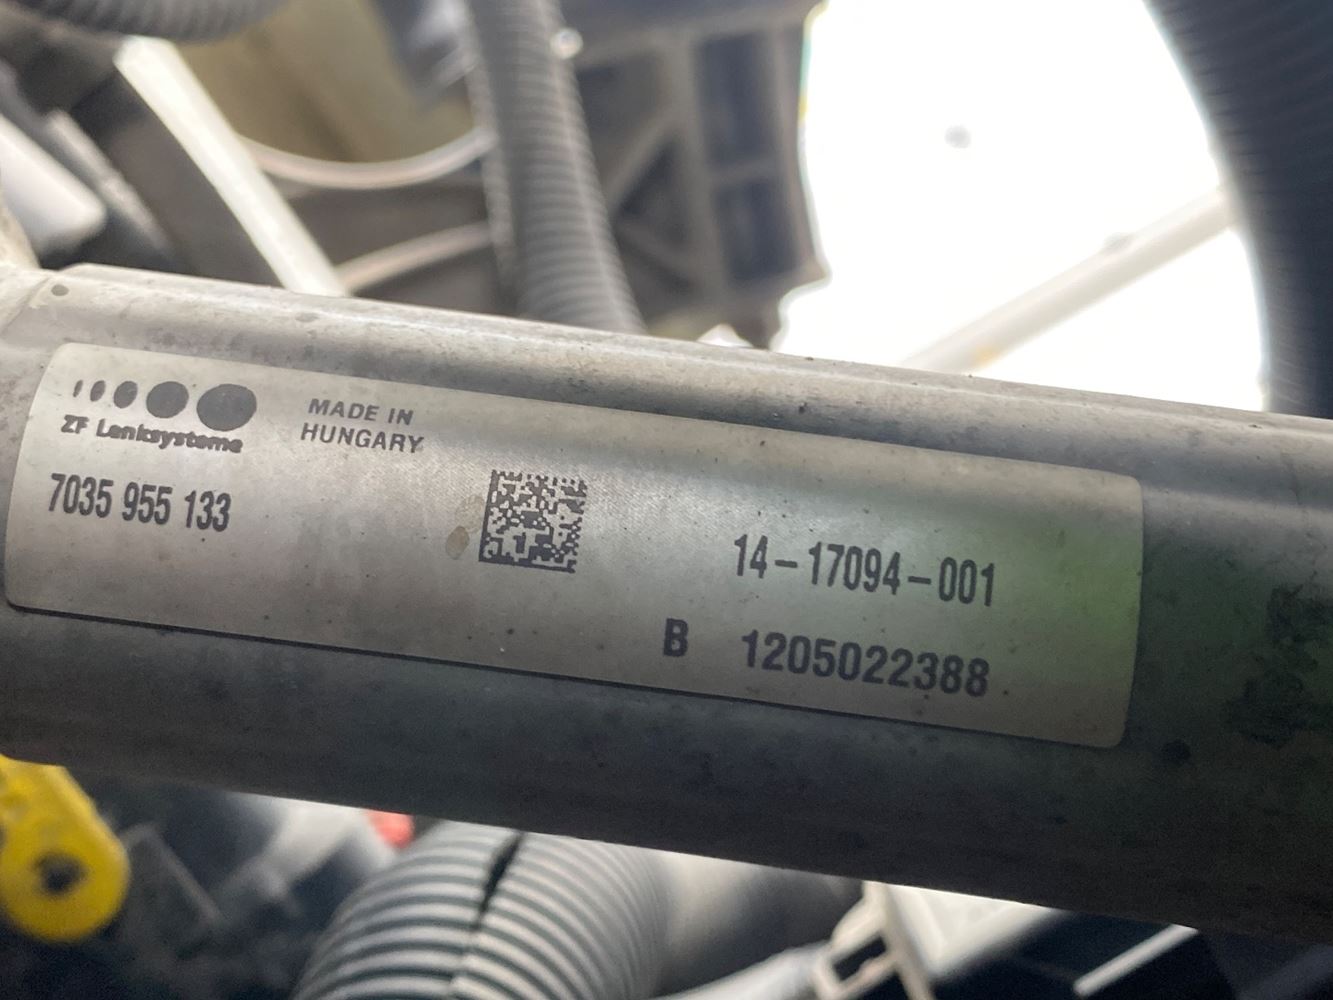 ZF Lenksysteme
MADE IN
HUNGARY
7035 955 133
14-17094-001
B 1205022388